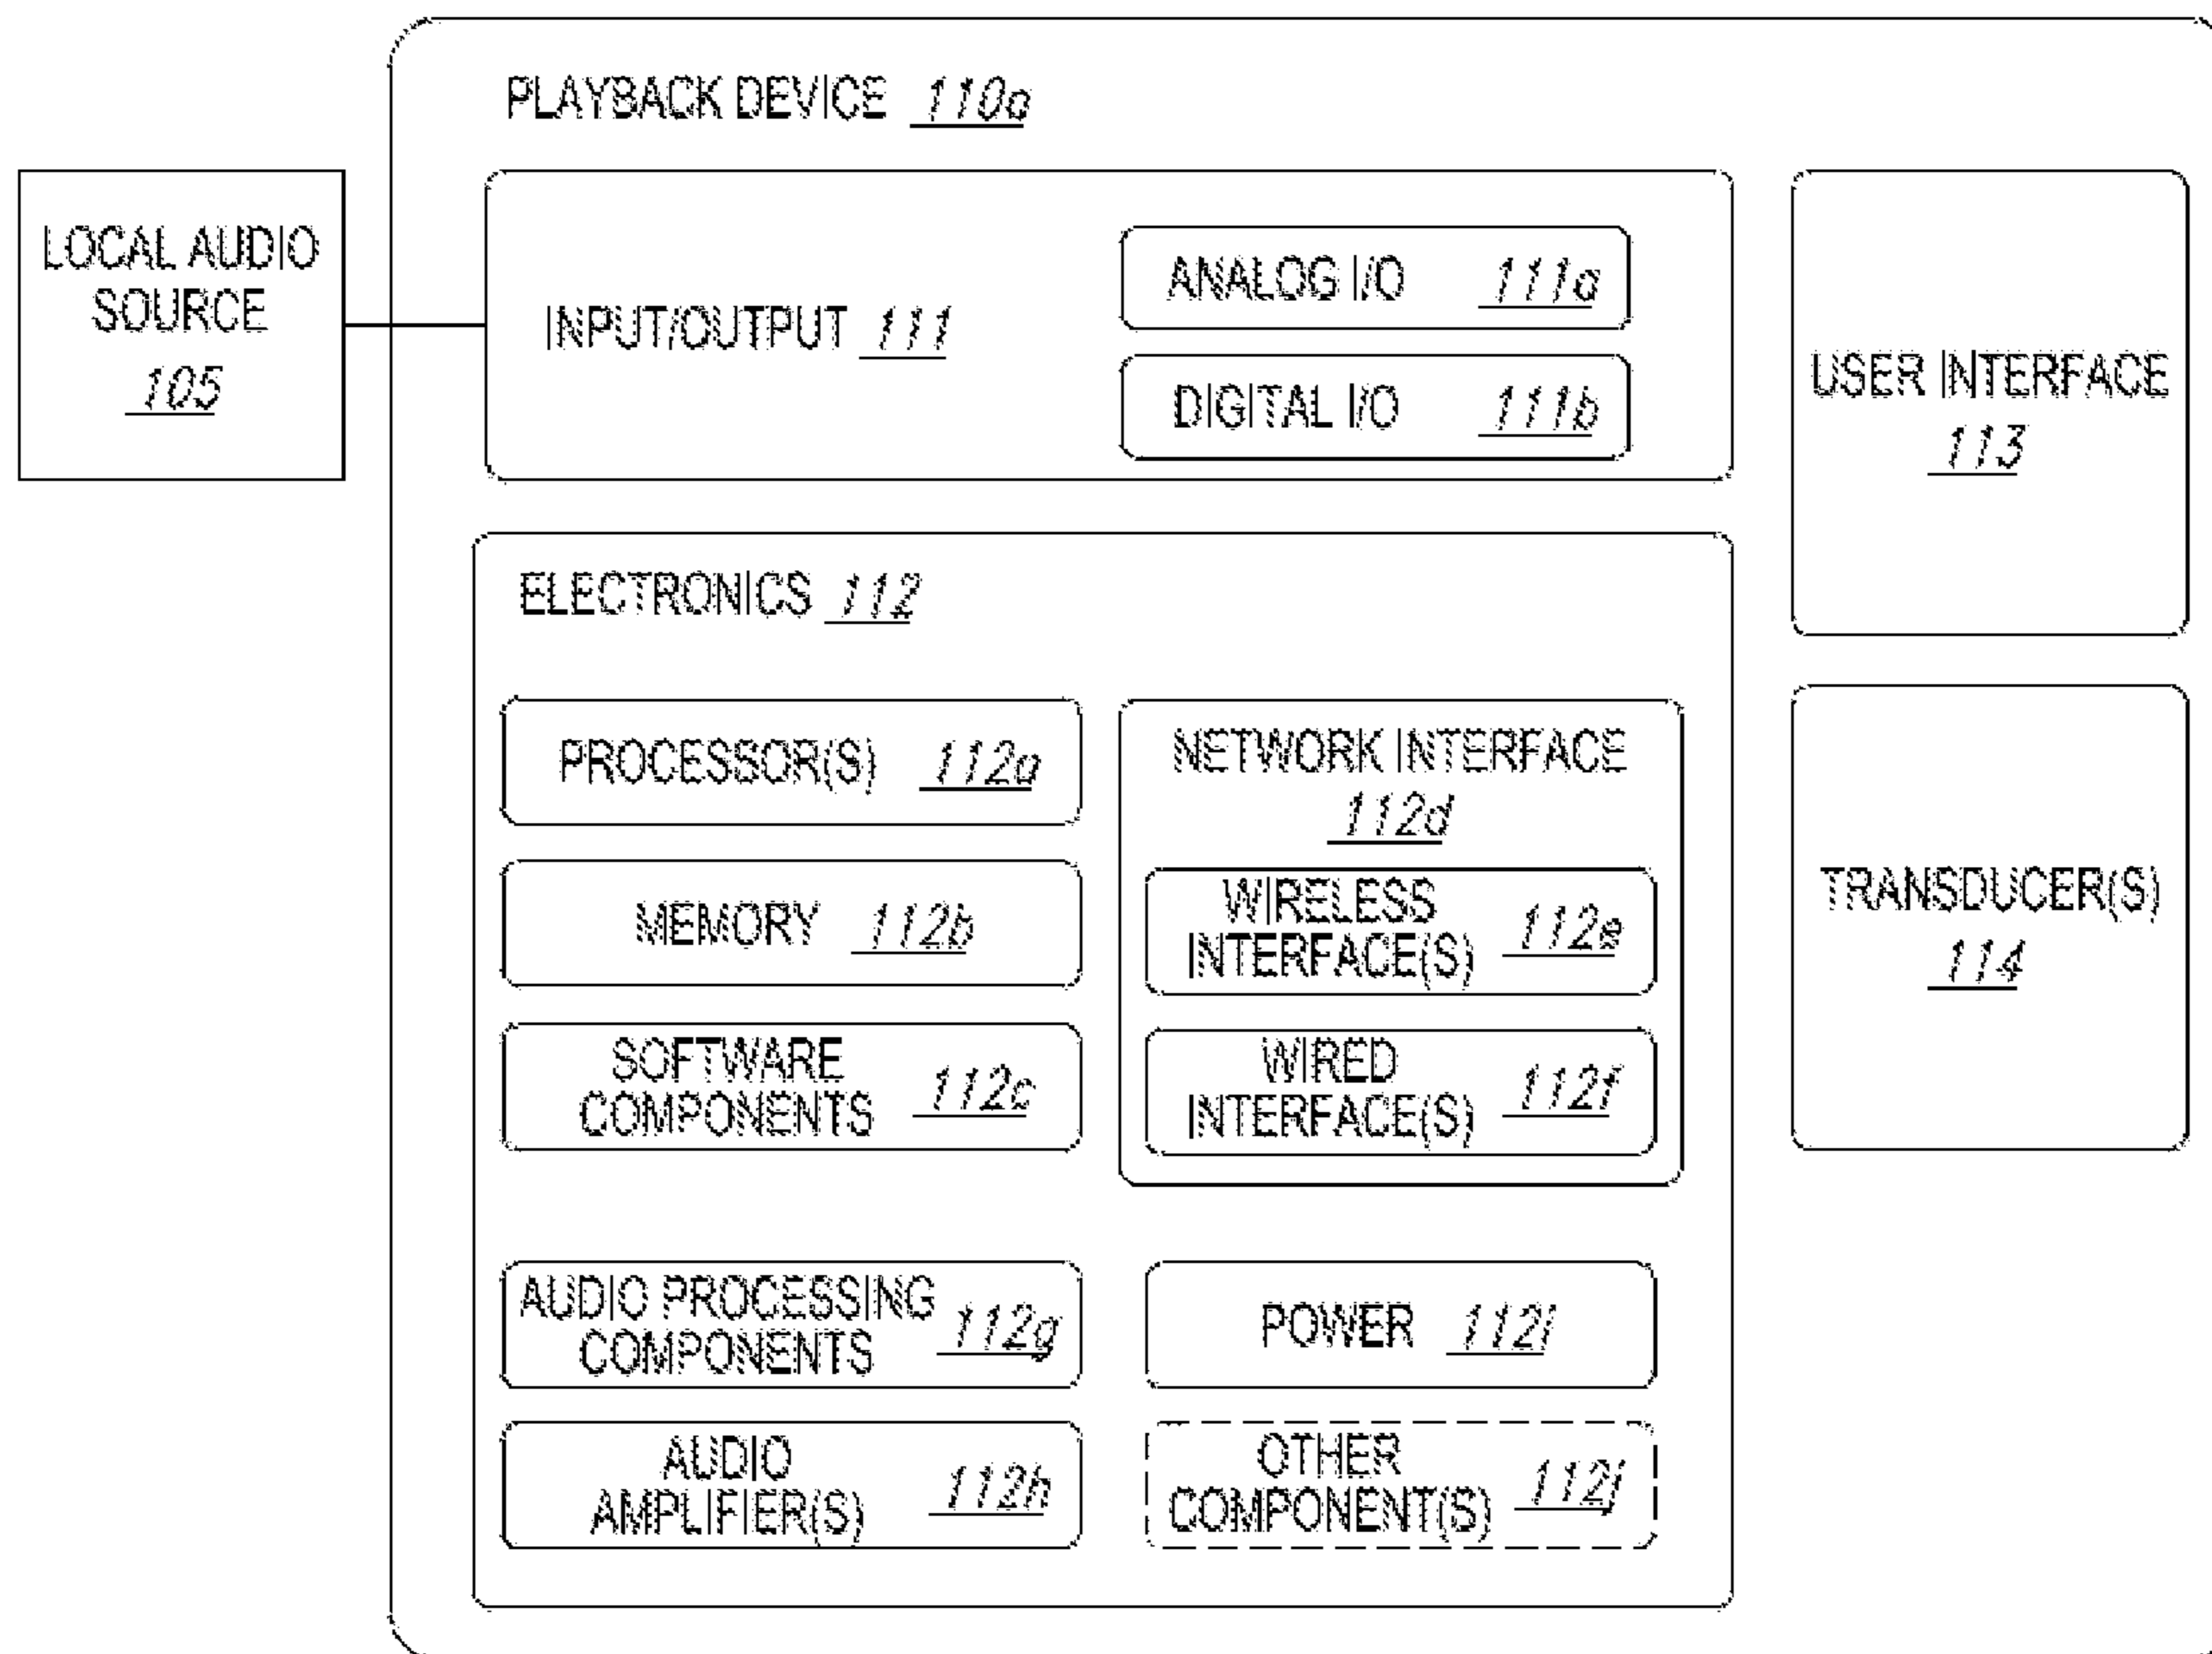 PLAYBACK DEVICE 110a
LOCAL AUDIO
SOURCE
105
INPUT/OUTPUT 111
ANALOG I/O 111a
DIGITAL I/O 111b
USER INTERFACE
113
ELECTRONICS 112
PROCESSOR(S) 112a
MEMORY 112b
SOFTWARE
COMPONENTS 112c
NETWORK INTERFACE
112d
WIRELESS
INTERFACE(S) 112e
WIRED
INTERFACE(S) 112f
TRANSDUCER(S)
114
AUDIO PROCESSING
COMPONENTS 112g
POWER 112i
AUDIO
AMPLIFIER(S) 112h
OTHER
COMPONENT(S) 112j